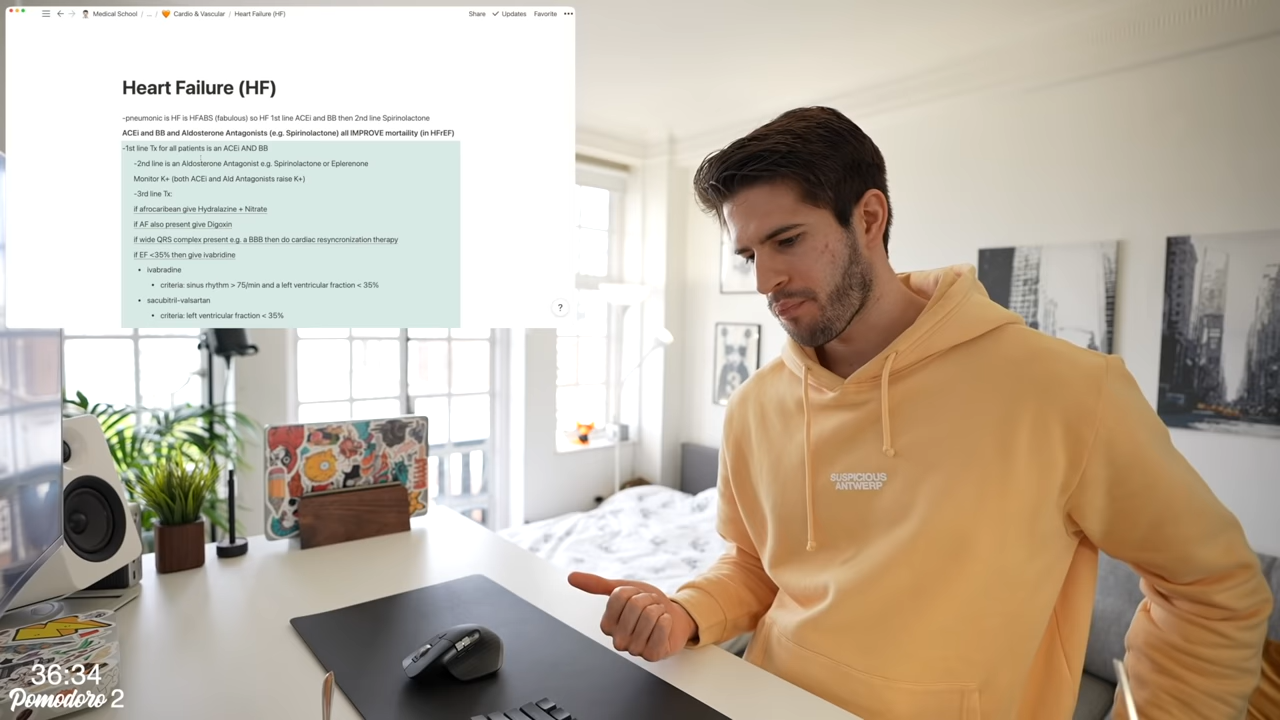 Medical School / ... / Cardio & Vascular / Heart Failure (HF)
Share Updates Favorite •••
Heart Failure (HF)
-pneumonic is HF is HFABS (fabulous) so HF 1st line ACEi and BB then 2nd line Spirinolactone
ACEi and BB and Aldosterone Antagonists (e.g. Spirinolactone) all IMPROVE mortaility (in HFrEF)
-1st line Tx for all patients is an ACEi AND BB
-2nd line is an Aldosterone Antagonist e.g. Spirinolactone or Eplerenone
Monitor K+ (both ACEi and Ald Antagonists raise K+)
-3rd line Tx:
if afrocaribean give Hydralazine + Nitrate
if AF also present give Digoxin
if wide QRS complex present e.g. a BBB then do cardiac resyncronization therapy
if EF <35% then give ivabridine
• ivabradine
• criteria: sinus rhythm > 75/min and a left ventricular fraction < 35%
• sacubitril-valsartan
• criteria: left ventricular fraction < 35%
?
SUSPICIOUS
ANTWERP
3
36:34
Pomodoro 2